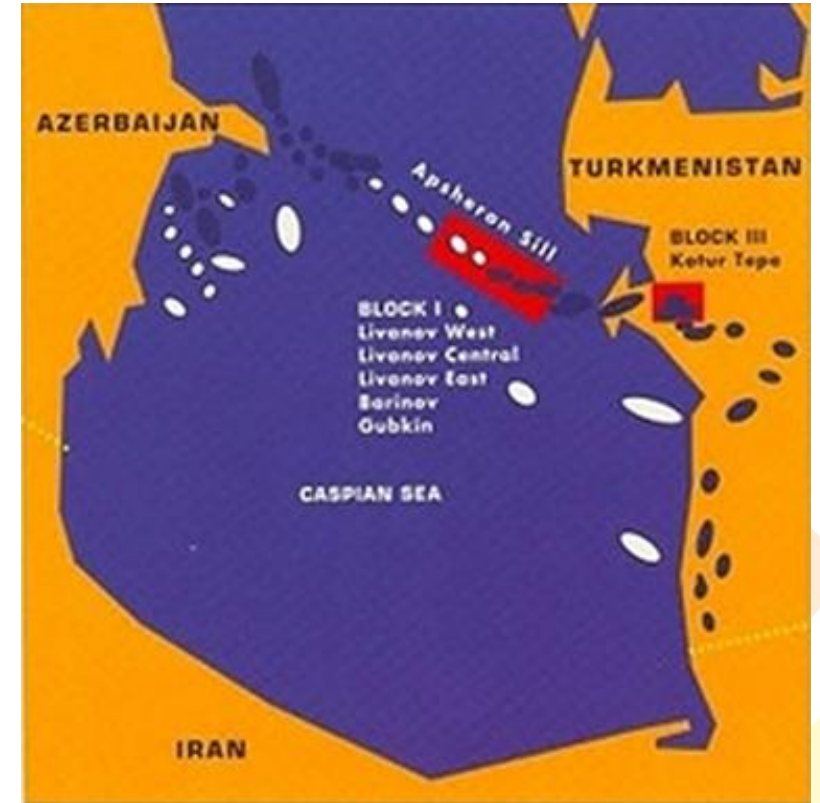 AZERBAIJAN
Apsheron Sill
TURKMENISTAN
BLOCK III
Kotur Tepe
BLOCK I
Livanov West
Livanov Central
Livanov East
Barinov
Gubkin
CASPIAN SEA
IRAN